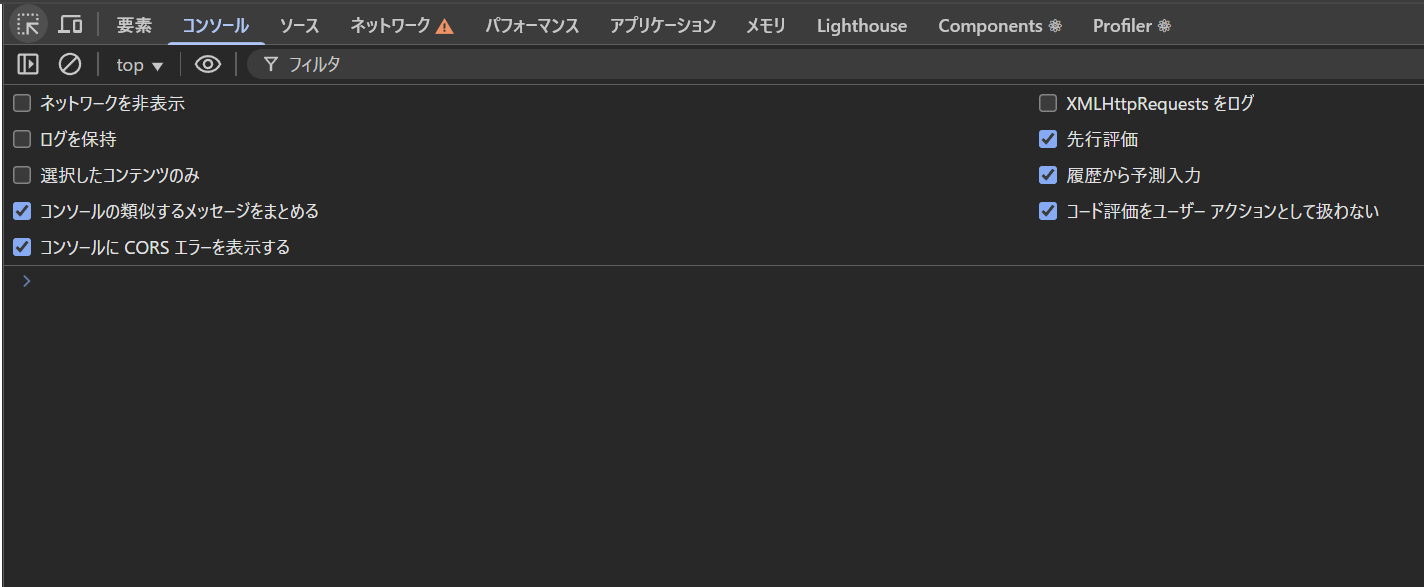 要素 コンソール ソース ネットワーク パフォーマンス アプリケーション メモリ Lighthouse Components Profiler
top フィルタ
ネットワークを非表示 XMLHttpRequests をログ
ログを保持 先行評価
選択したコンテンツのみ 履歴から予測入力
コンソールの類似するメッセージをまとめる コード評価をユーザー アクションとして扱わない
コンソールに CORS エラーを表示する